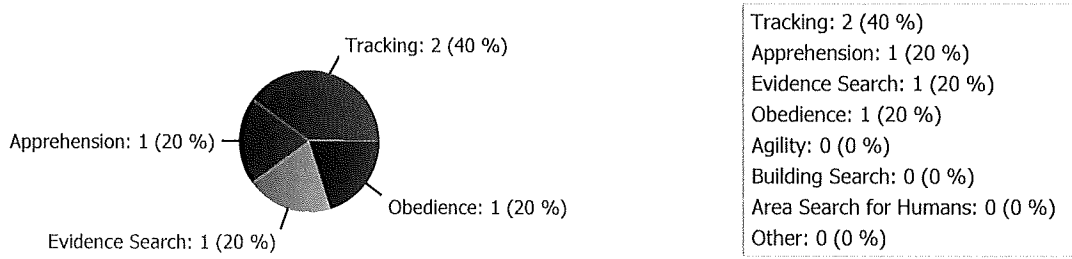 Tracking: 2 (40 %)
Apprehension: 1 (20 %)
Obedience: 1 (20 %)
Evidence Search: 1 (20 %)
Tracking: 2 (40 %)
Apprehension: 1 (20 %)
Evidence Search: 1 (20 %)
Obedience: 1 (20 %)
Agility: 0 (0 %)
Building Search: 0 (0 %)
Area Search for Humans: 0 (0 %)
Other: 0 (0 %)